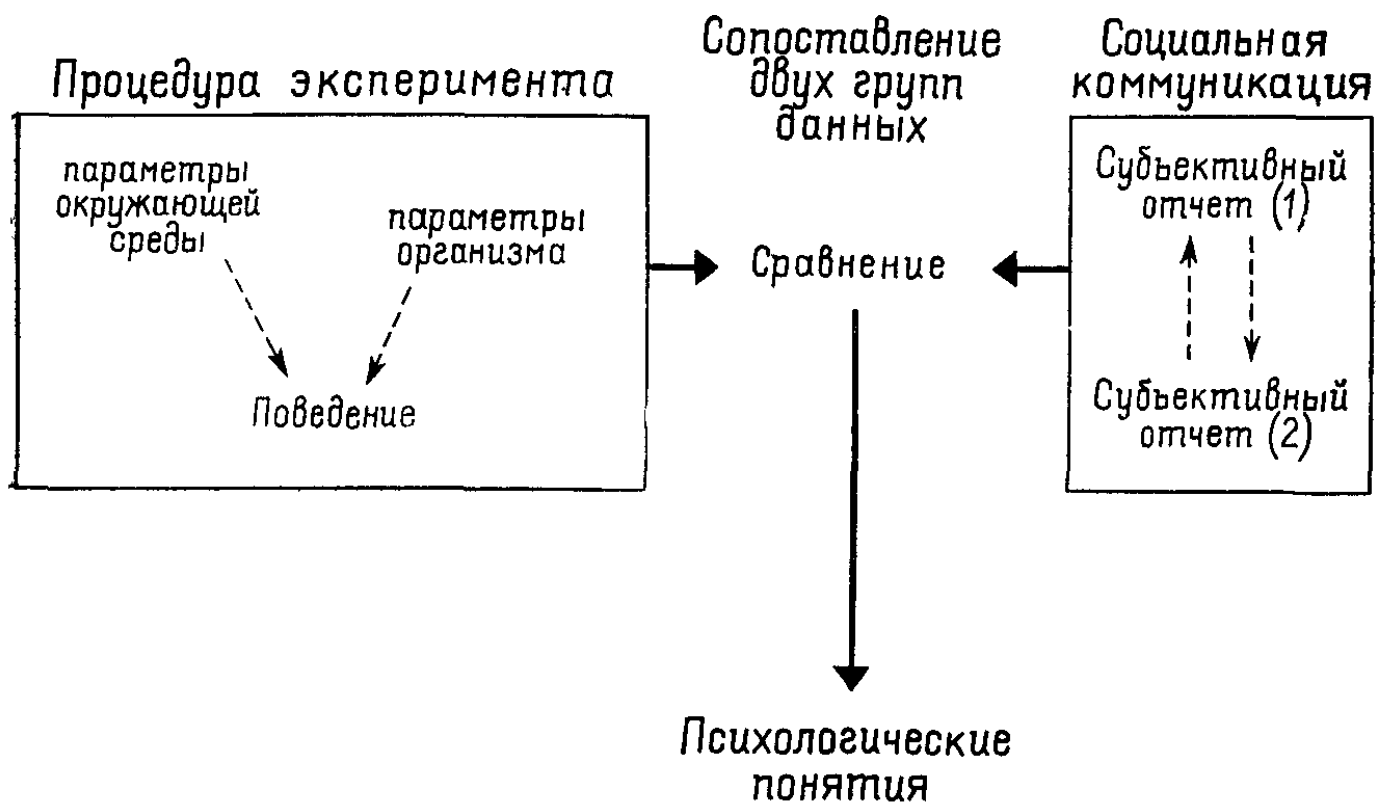 Процедура эксперимента
параметры
окружающей
среды
параметры
организма
Поведение
Сопоставление
двух групп
данных
Сравнение
Социальная
коммуникация
Субъективный
отчет (1)
Субъективный
отчет (2)
Психологические
понятия